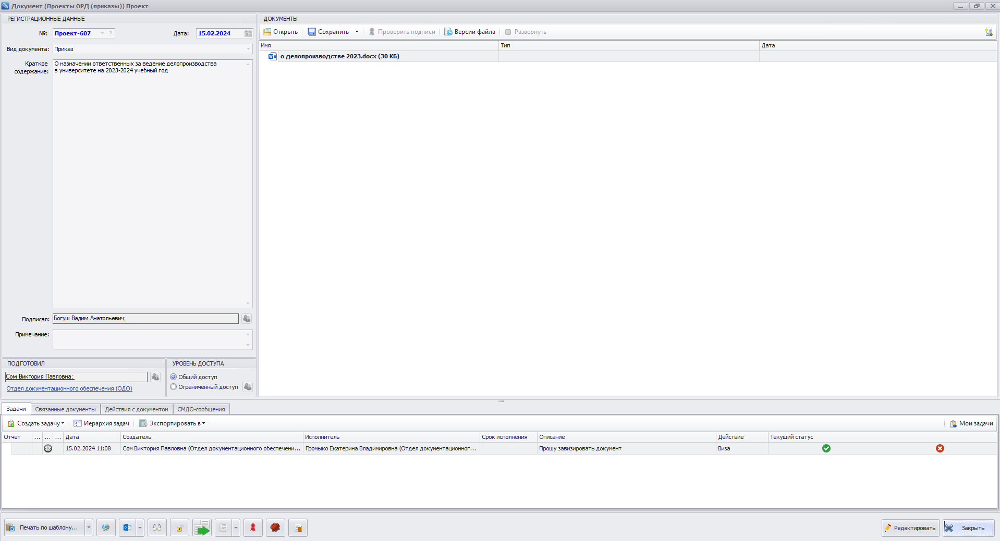 Документ (Проекты ОРД (приказы)) Проект
РЕГИСТРАЦИОННЫЕ ДАННЫЕ
№: Проект-607 ? Дата: 15.02.2024
Вид документа: Приказ
Краткое содержание: О назначении ответственных за ведение делопроизводства
в университете на 2023-2024 учебный год
Подписал: Богуш Вадим Анатольевич;
Примечание:
ПОДГОТОВИЛ
Сом Виктория Павловна;
Отдел документационного обеспечения (ОДО)
УРОВЕНЬ ДОСТУПА
Общий доступ
Ограниченный доступ
ДОКУМЕНТЫ
Открыть Сохранить Проверить подписи Версии файла Развернуть
Имя Тип Дата
о делопроизводстве 2023.docx (30 КБ)
Задачи Связанные документы Действия с документом СМДО-сообщения
Создать задачу Иерархия задач Экспортировать в Мои задачи
Отчет ... ... ... Дата Создатель Исполнитель Срок исполнения Описание Действие Текущий статус
15.02.2024 11:08 Сом Виктория Павловна (Отдел документационного обеспечени... Громыко Екатерина Владимировна (Отдел документационног... Прошу завизировать документ Виза
Печать по шаблону... Редактировать Закрыть